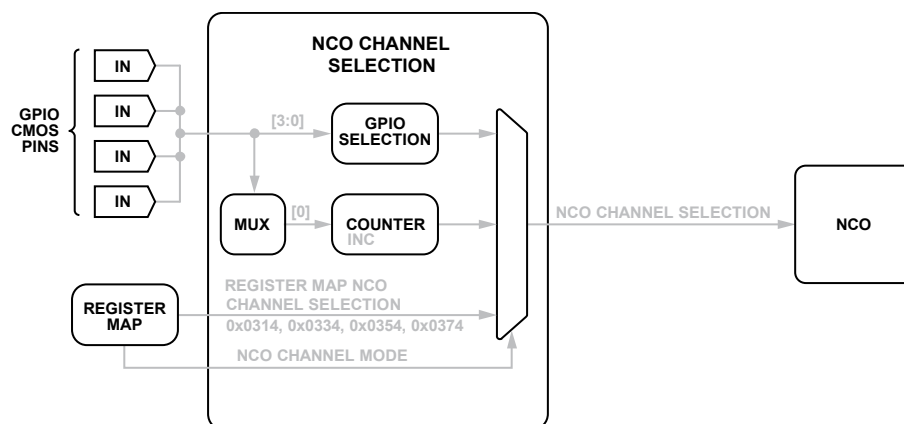 NCO CHANNEL
SELECTION
IN
IN
IN
IN
GPIO
CMOS
PINS
[3:0]
GPIO
SELECTION
MUX
[0]
COUNTER
INC
NCO CHANNEL SELECTION
NCO
REGISTER
MAP
REGISTER MAP NCO
CHANNEL SELECTION
0x0314, 0x0334, 0x0354, 0x0374
NCO CHANNEL MODE